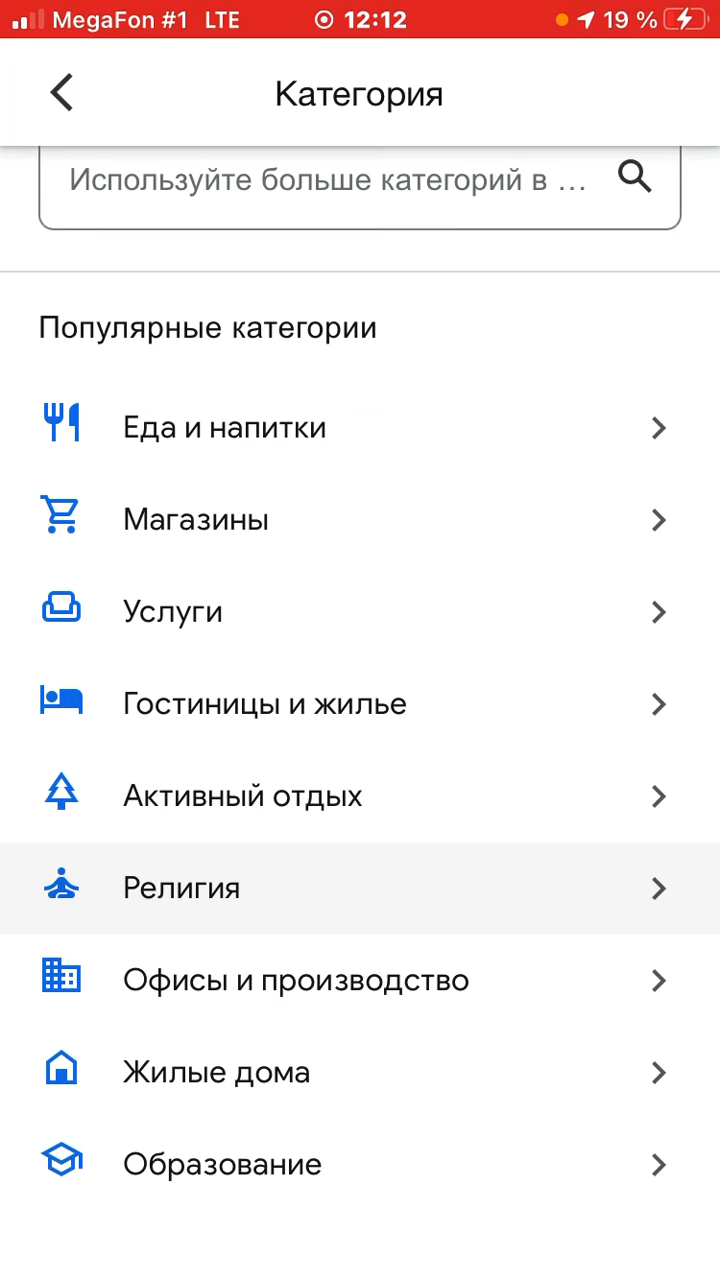 MegaFon #1 LTE 12:12 19 %
Категория
Используйте больше категорий в ...
Популярные категории
Еда и напитки
Магазины
Услуги
Гостиницы и жилье
Активный отдых
Религия
Офисы и производство
Жилые дома
Образование